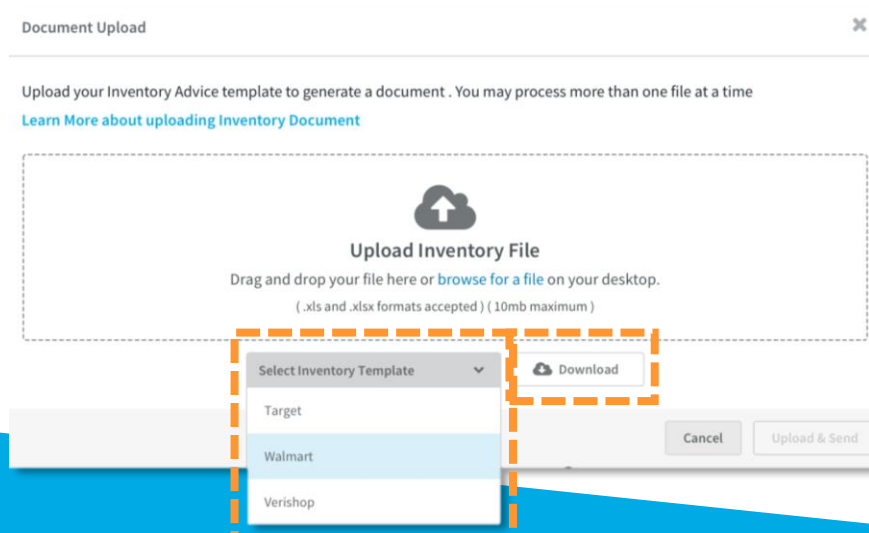 Document Upload
Upload your Inventory Advice template to generate a document . You may process more than one file at a time
Learn More about uploading Inventory Document
Upload Inventory File
Drag and drop your file here or browse for a file on your desktop.
( .xls and .xlsx formats accepted ) ( 10mb maximum )
Select Inventory Template
Download
Target
Walmart
Verishop
Cancel
Upload & Send